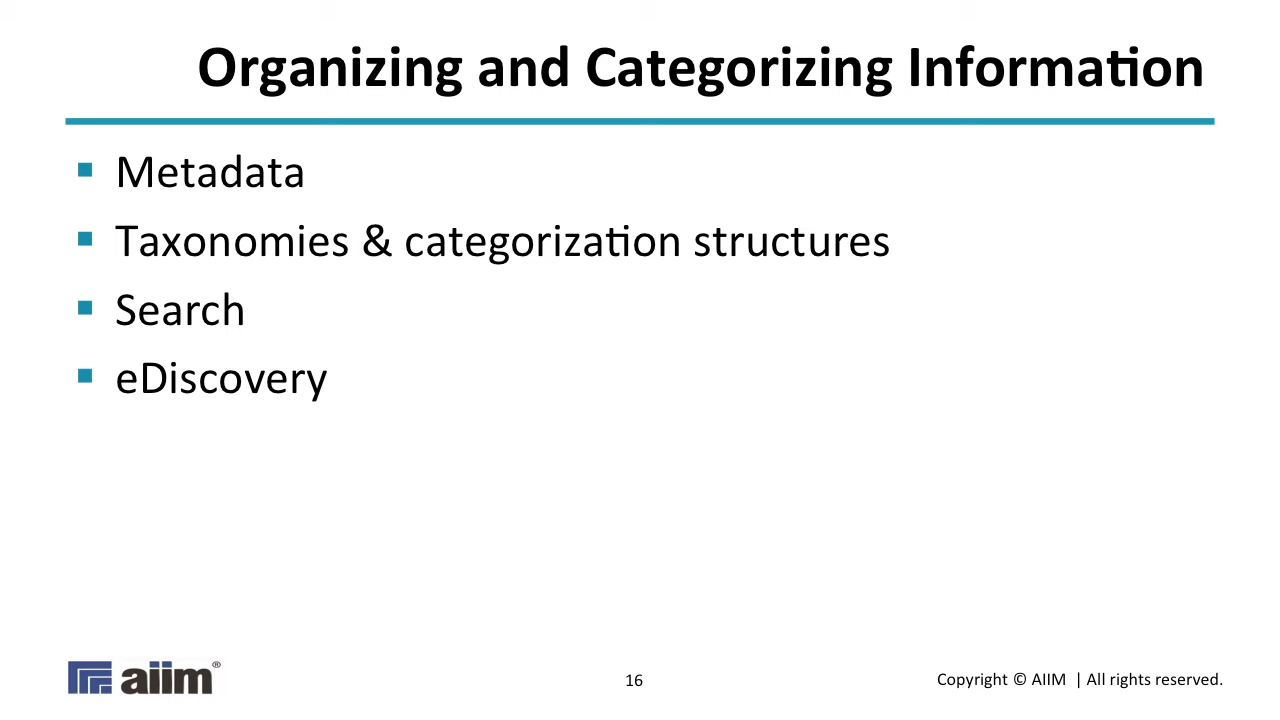 Organizing and Categorizing Information
Metadata
Taxonomies & categorization structures
Search
eDiscovery
aiim®
16
Copyright © AIIM | All rights reserved.